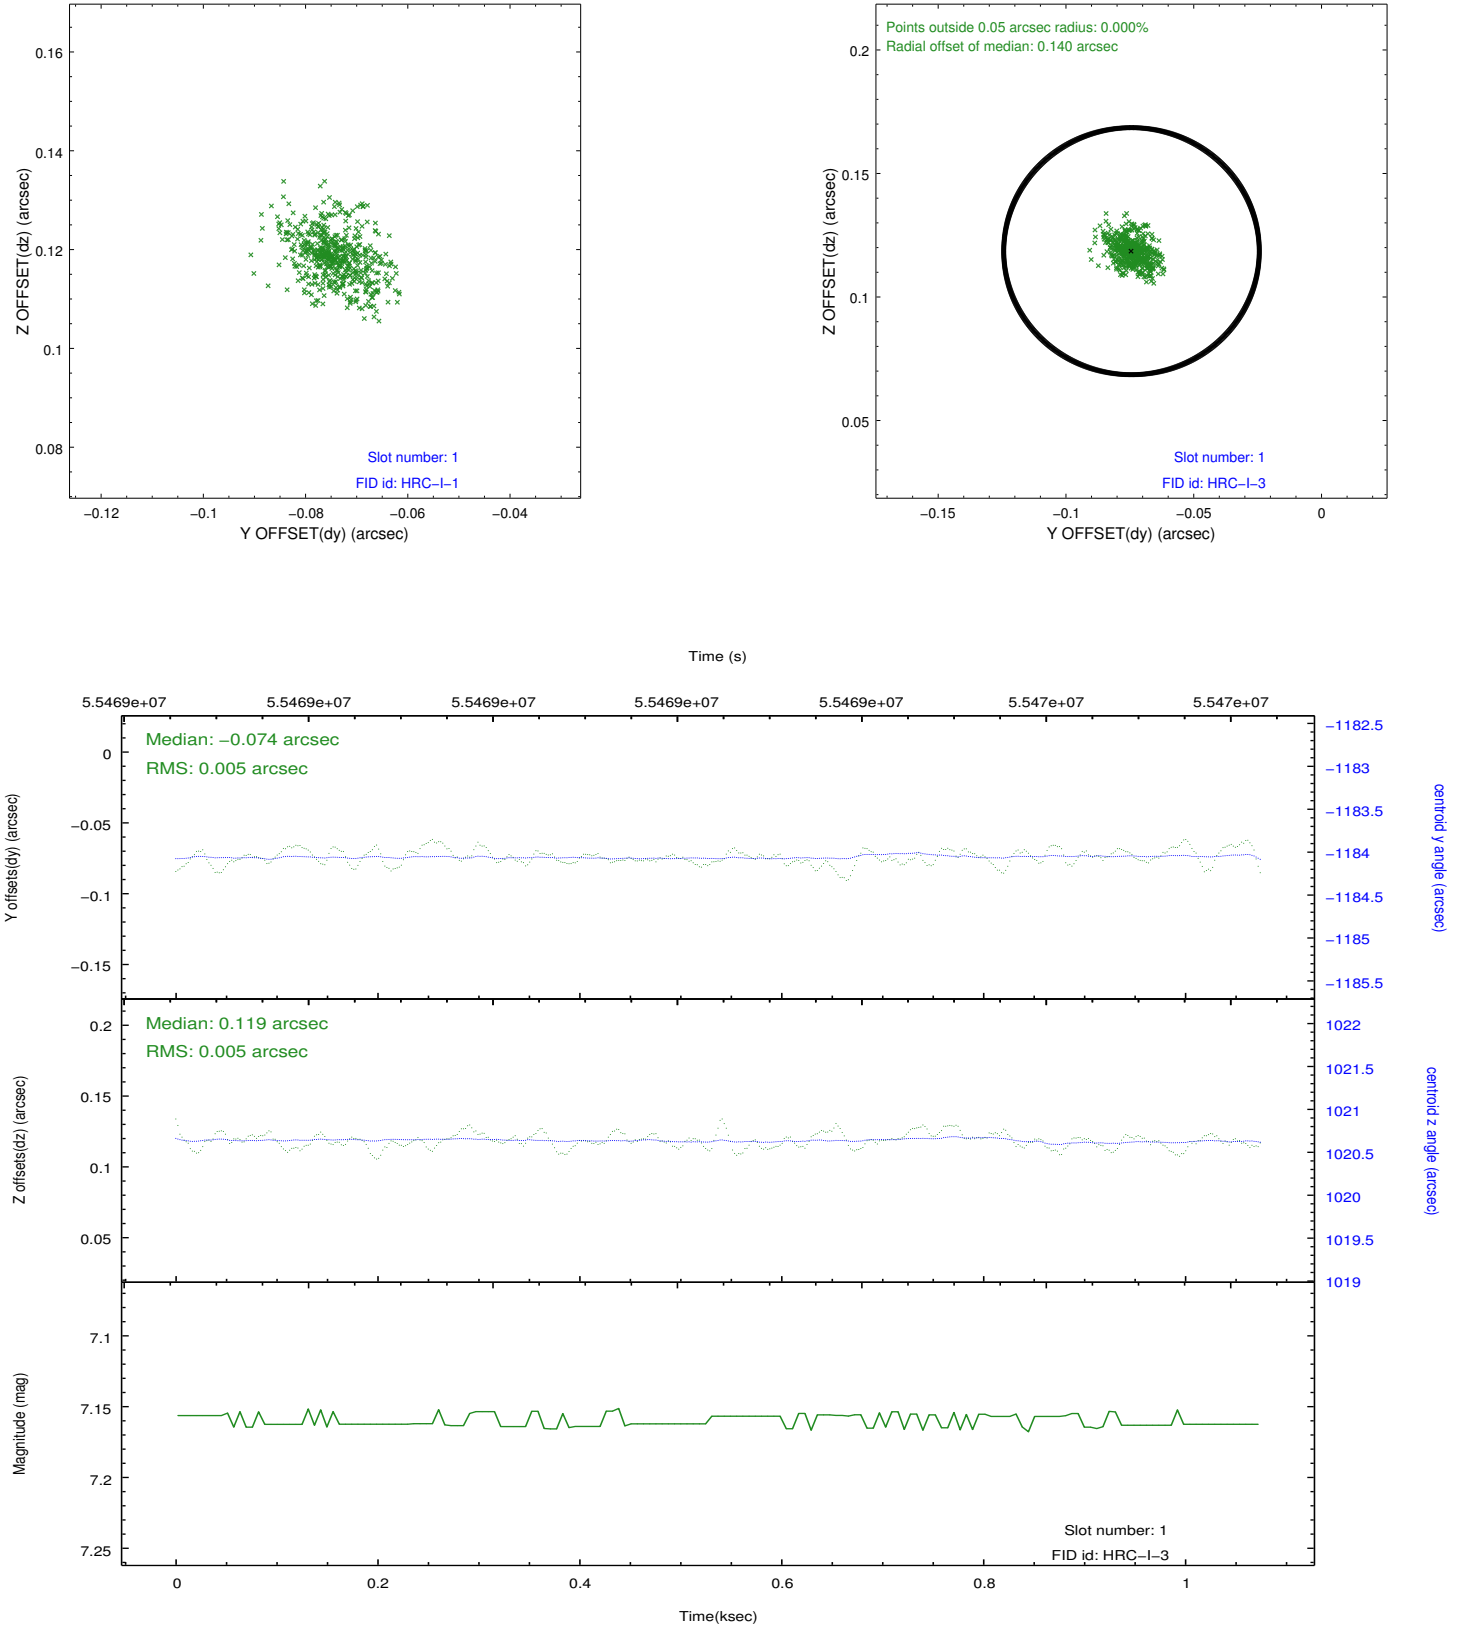 0.16
0.14
0.12
0.1
0.08
Z OFFSET(dz) (arcsec)
Slot number: 1
FID id: HRC−I−1
−0.12
−0.1
−0.08
−0.06
−0.04
Y OFFSET(dy) (arcsec)
Points outside 0.05 arcsec radius: 0.000%
Radial offset of median: 0.140 arcsec
0.2
0.15
0.1
0.05
Z OFFSET(dz) (arcsec)
Slot number: 1
FID id: HRC−I−3
−0.15
−0.1
−0.05
0
Y OFFSET(dy) (arcsec)
Time (s)
5.5469e+07
5.5469e+07
5.5469e+07
5.5469e+07
5.5469e+07
5.547e+07
5.547e+07
Median: −0.074 arcsec
RMS: 0.005 arcsec
0
−0.05
−0.1
−0.15
Y offsets(dy) (arcsec)
−1182.5
−1183
−1183.5
−1184
−1184.5
−1185
−1185.5
centroid y angle (arcsec)
Median: 0.119 arcsec
RMS: 0.005 arcsec
0.2
0.15
0.1
0.05
Z offsets(dz) (arcsec)
1022
1021.5
1021
1020.5
1020
1019.5
1019
centroid z angle (arcsec)
7.1
7.15
7.2
7.25
Magnitude (mag)
Slot number: 1
FID id: HRC−I−3
0
0.2
0.4
0.6
0.8
1
Time(ksec)